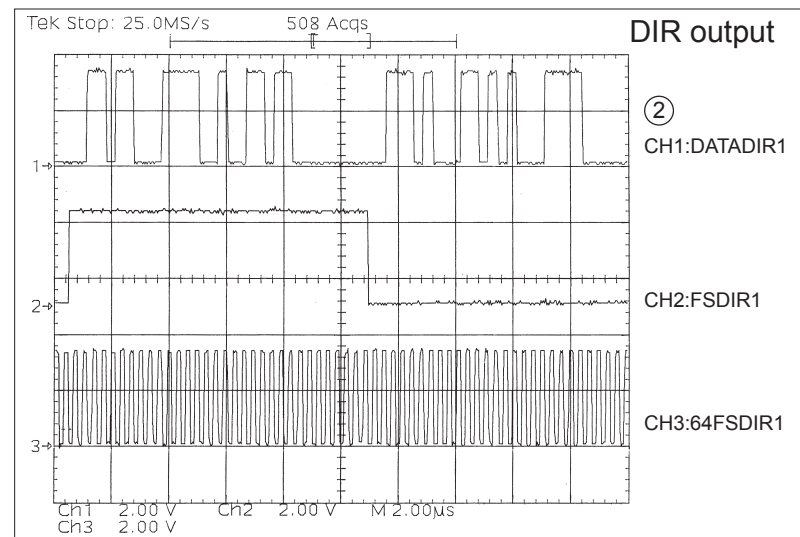 Tek Stop: 25.0MS/s 508 Acqs
DIR output
②
CH1:DATADIR1
1
CH2:FSDIR1
2
CH3:64FSDIR1
3
Ch1 2.00 V Ch2 2.00 V M 2.00µs
Ch3 2.00 V